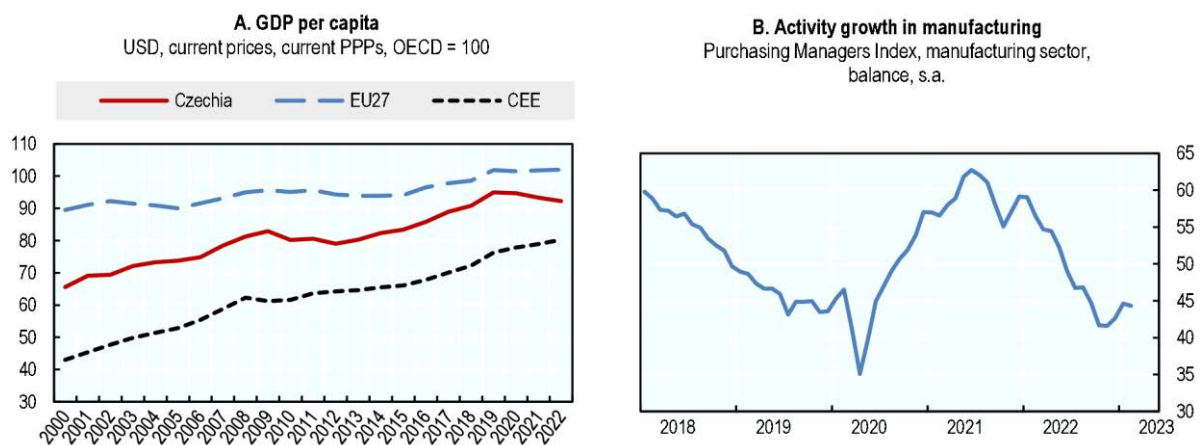 A. GDP per capita
USD, current prices, current PPPs, OECD = 100
Czechia EU27 CEE
110
100
90
80
70
60
50
40
30
2000 2001 2002 2003 2004 2005 2006 2007 2008 2009 2010 2011 2012 2013 2014 2015 2016 2017 2018 2019 2020 2021 2022
B. Activity growth in manufacturing
Purchasing Managers Index, manufacturing sector,
balance, s.a.
65
60
55
50
45
40
35
30
2018 2019 2020 2021 2022 2023